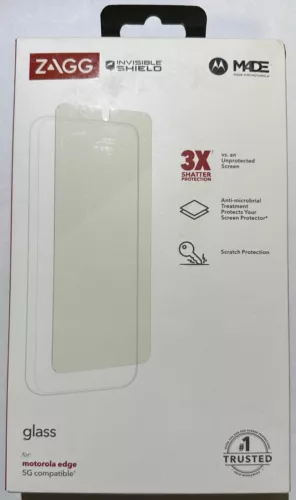 ZAGG
INVISIBLE
SHIELD
MADE
3X
SHATTER
PROTECTION
vs. an
Unprotected
Screen
Anti-microbrial
Treatment
Protects Your
Screen Protector*
Scratch Protection
glass
for
motorola edge
5G compatible
#1
TRUSTED